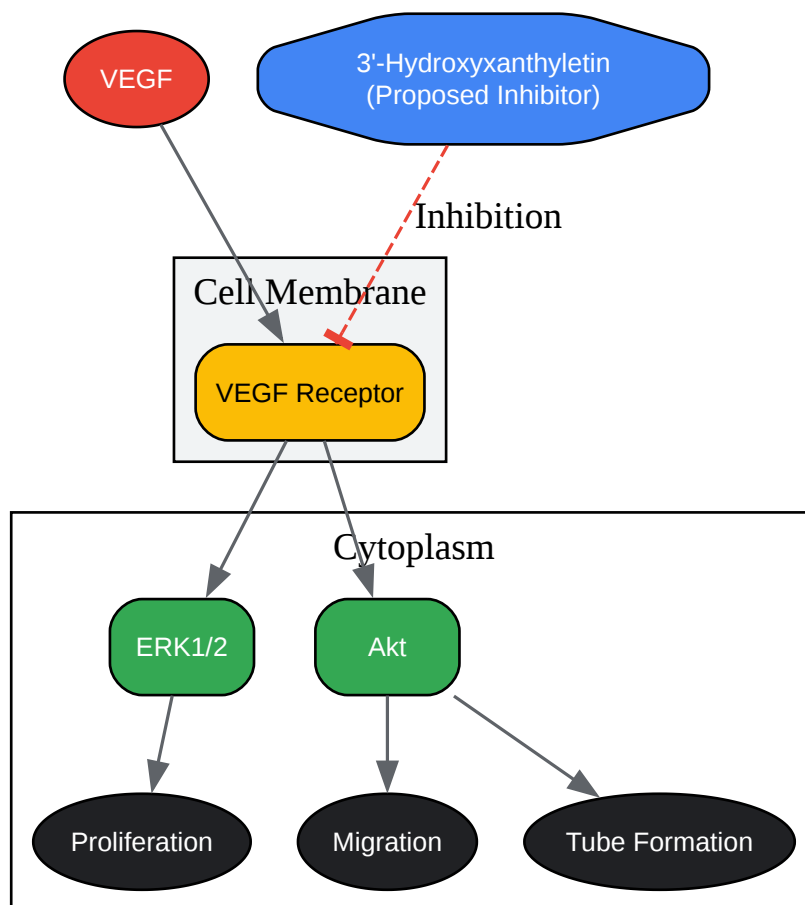 VEGF
3'-Hydroxyxanthyletin
(Proposed Inhibitor)
Inhibition
Cell Membrane
VEGF Receptor
Cytoplasm
ERK1/2
Akt
Proliferation
Migration
Tube Formation